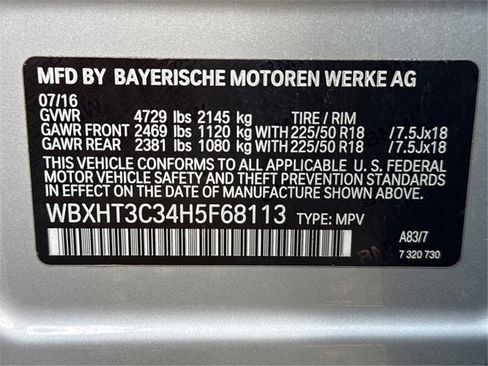 MFD BY BAYERISCHE MOTOREN WERKE AG
07/16
GVWR 4729 lbs 2145 kg TIRE / RIM
GAWR FRONT 2469 lbs 1120 kg WITH 225/50 R18 /7.5Jx18
GAWR REAR 2381 lbs 1080 kg WITH 225/50 R18 /7.5Jx18
THIS VEHICLE CONFORMS TO ALL APPLICABLE U. S. FEDERAL
MOTOR VEHICLE SAFETY, BUMPER, AND THEFT PREVENTION
STANDARDS IN EFFECT ON THE DATE OF MANUFACTURE SHOWN ABOVE.
WBXHT3C34H5F68113 TYPE: MPV
A83/7
7 320 730